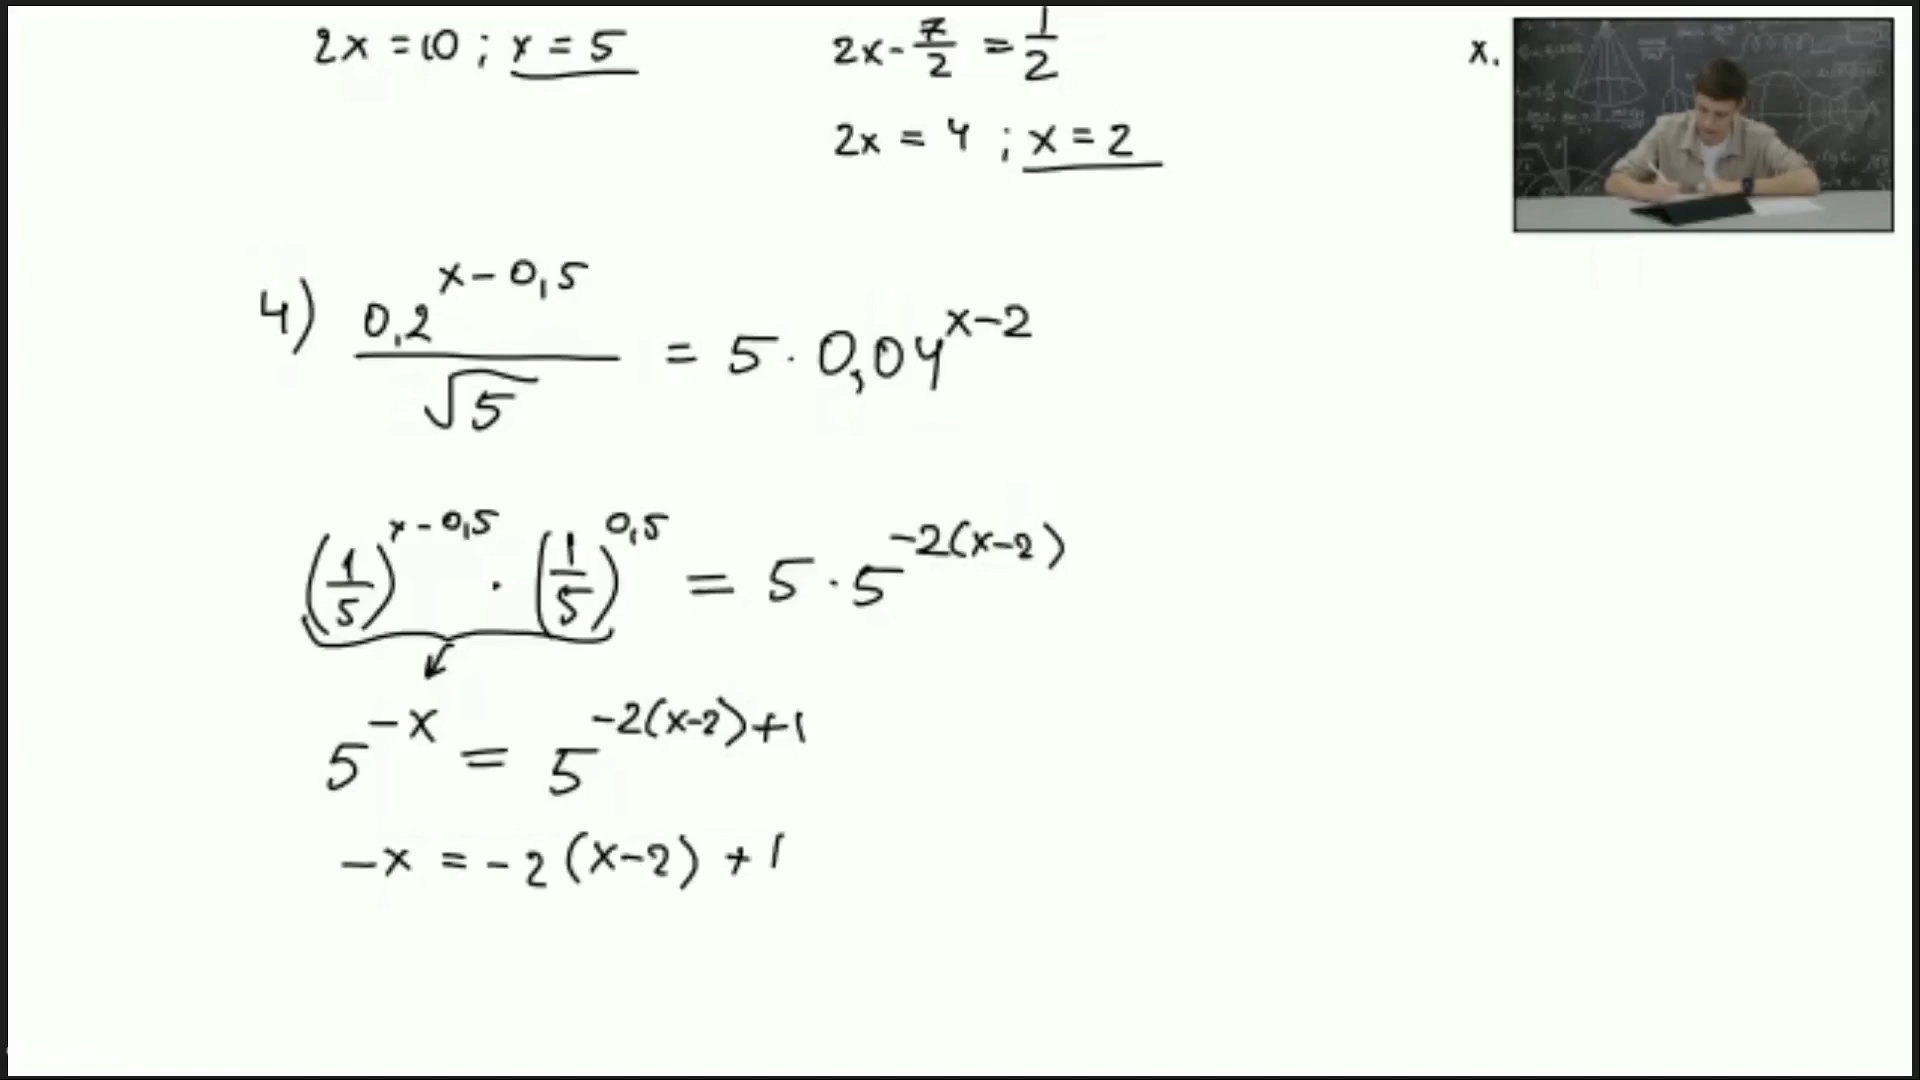 2x = 10 ; x = 5
2x - 7/2 = 1/2
x.
2x = 4 ; x = 2
4) 0,2^(x-0,5) / √5 = 5 · 0,04^(x-2)
(1/5)^(x-0,5) · (1/5)^(0,5) = 5 · 5^(-2(x-2))
5^(-x) = 5^(-2(x-2)+1)
-x = -2(x-2) + 1